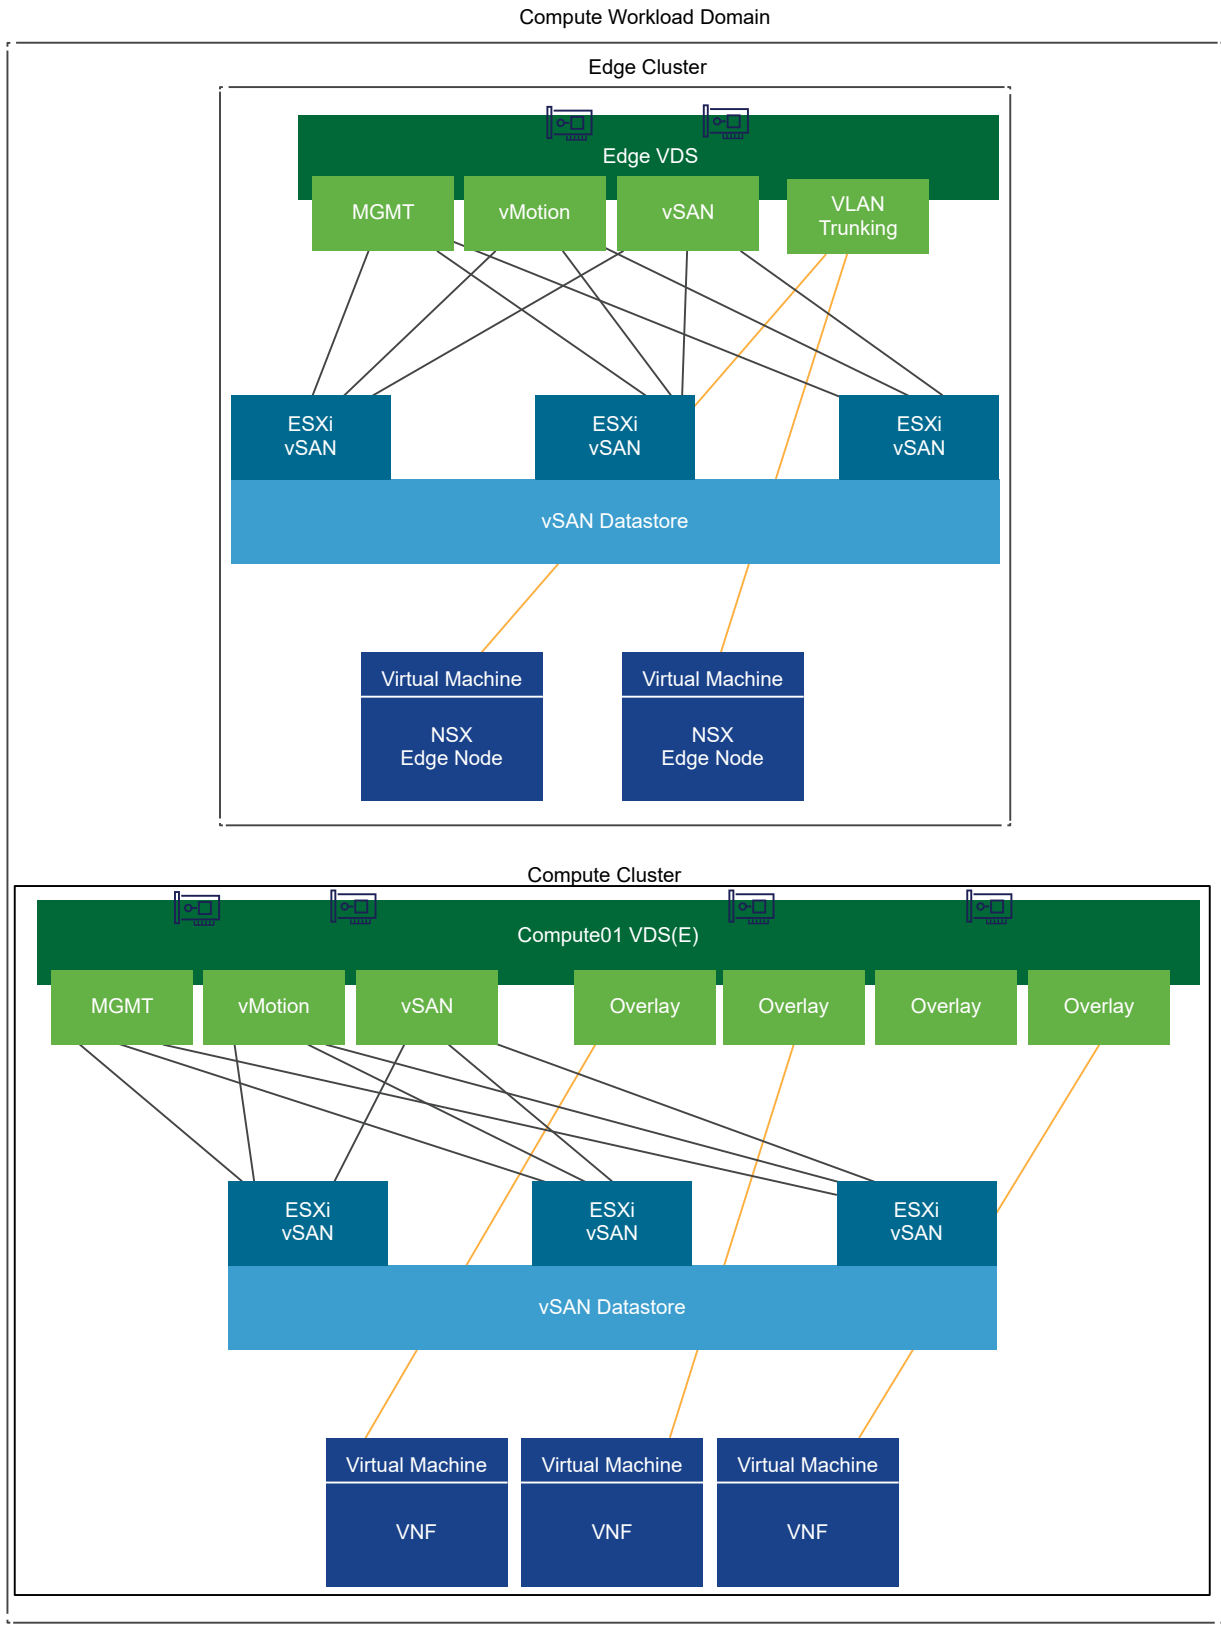 Compute Workload Domain
Edge Cluster
Edge VDS
MGMT
vMotion
vSAN
VLAN
Trunking
ESXi
vSAN
ESXi
vSAN
ESXi
vSAN
vSAN Datastore
Virtual Machine
NSX
Edge Node
Virtual Machine
NSX
Edge Node
Compute Cluster
Compute01 VDS(E)
MGMT
vMotion
vSAN
Overlay
Overlay
Overlay
Overlay
ESXi
vSAN
ESXi
vSAN
ESXi
vSAN
vSAN Datastore
Virtual Machine
VNF
Virtual Machine
VNF
Virtual Machine
VNF